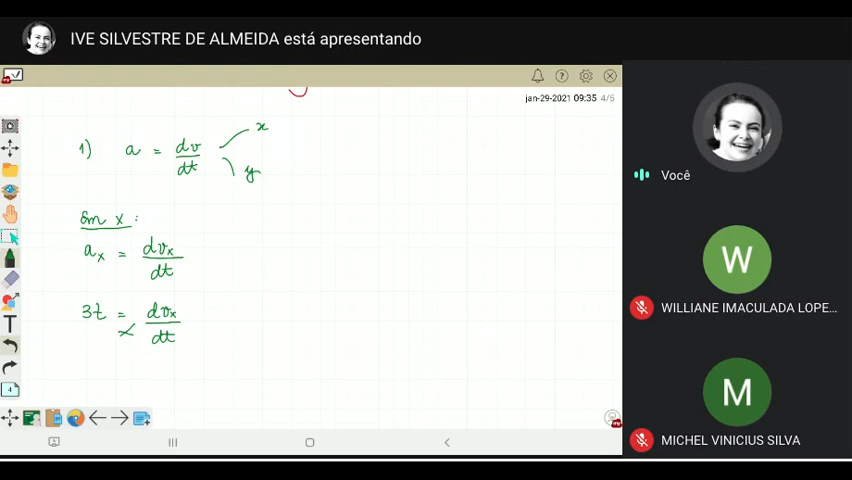 IVE SILVESTRE DE ALMEIDA está apresentando
jan-29-2021 09:35 4/5
1) a = dv/dt
x
y
Em x:
aₓ = dvₓ/dt
3t = dvₓ/dt
T
4
Você
W
WILLIANE IMACULADA LOPE...
M
MICHEL VINICIUS SILVA